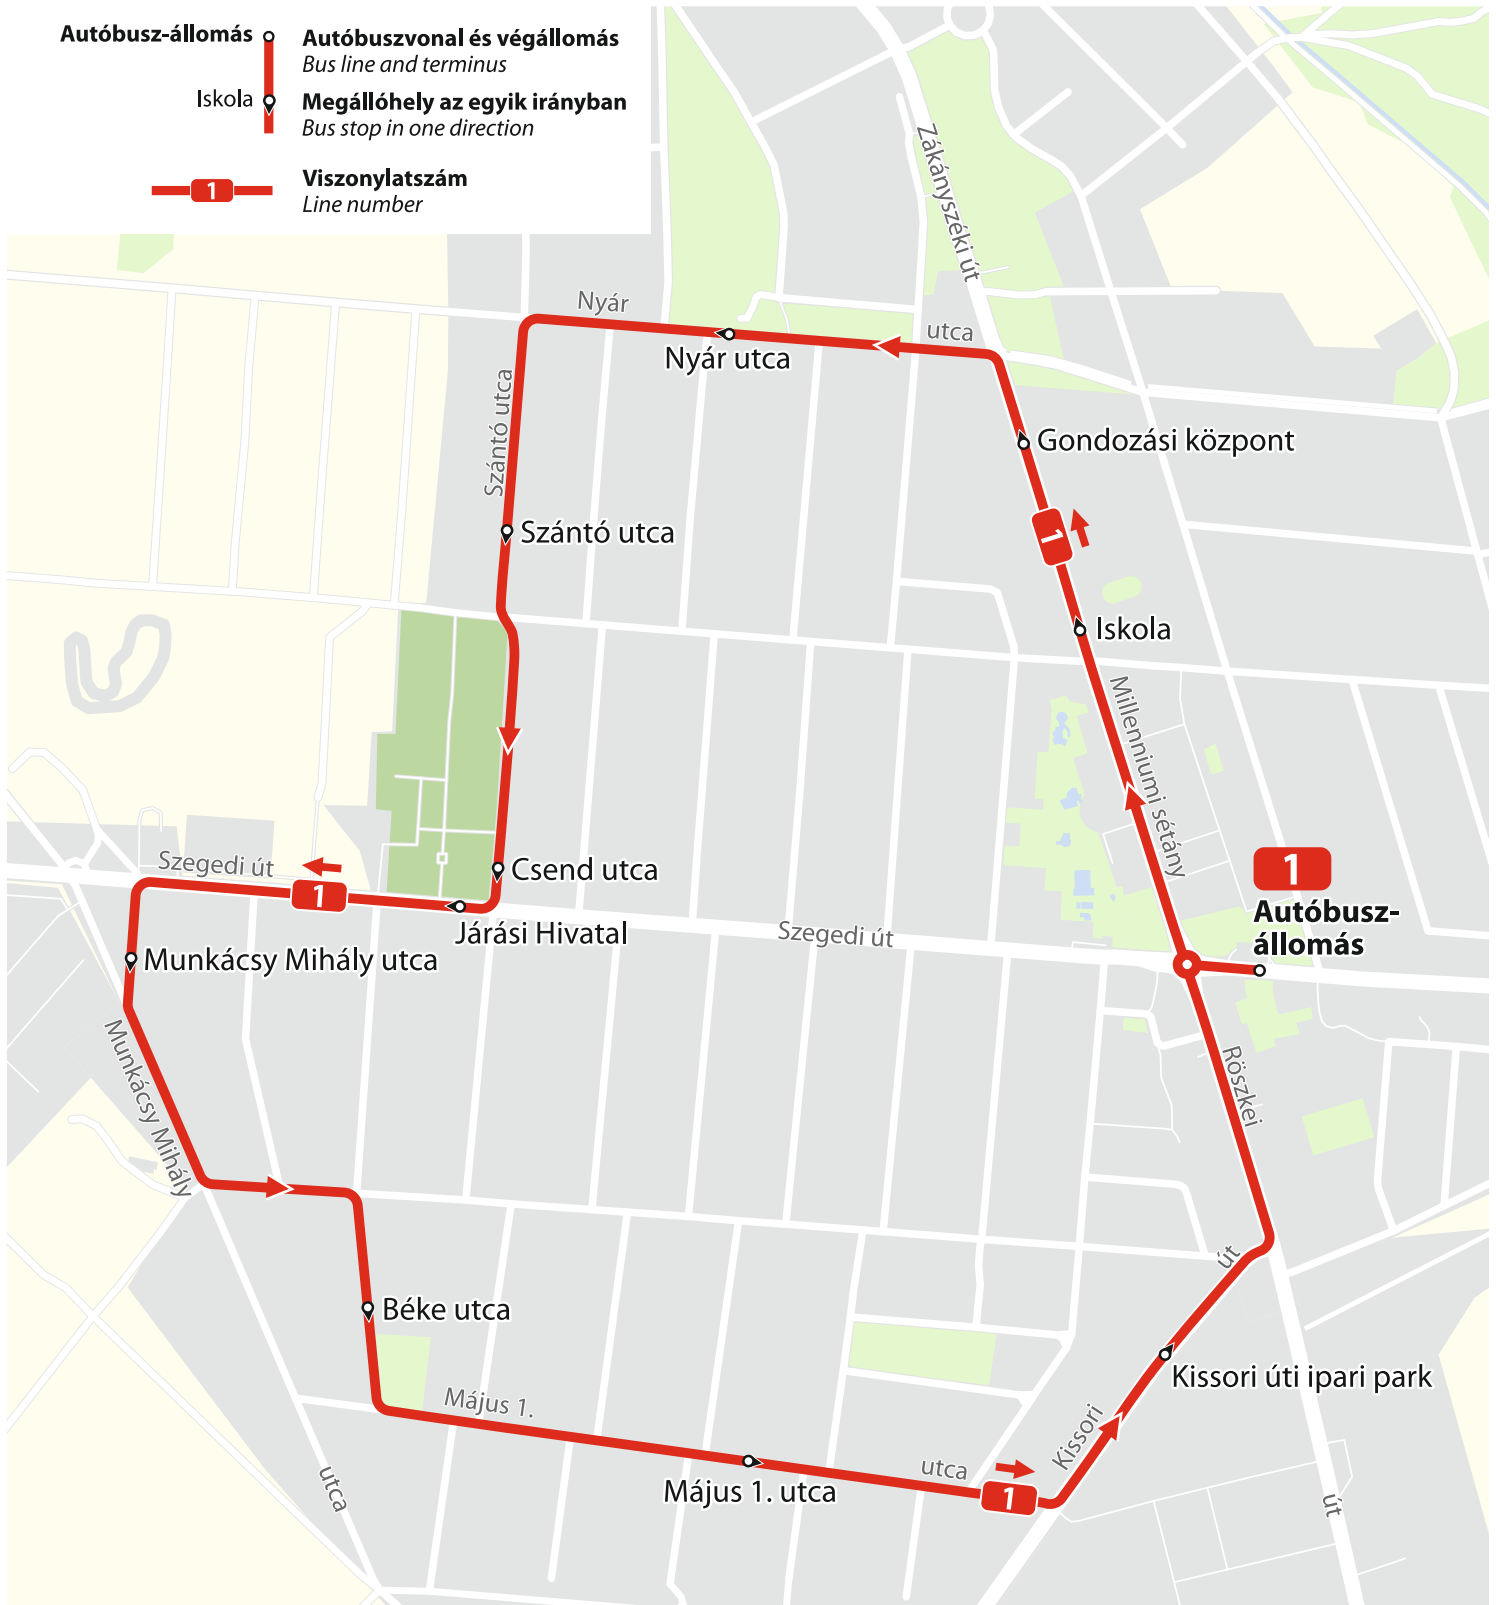 Autóbusz-állomás
Autóbuszvonal és végállomás
Bus line and terminus
Iskola
Megállóhely az egyik irányban
Bus stop in one direction
1
Viszonylatszám
Line number
Zákányszéki út
Nyár
utca
Nyár utca
Szántó utca
Gondozási központ
Szántó utca
1
Iskola
Millenniumi sétány
Szegedi út
1
Csend utca
Járási Hivatal
Szegedi út
1
Autóbusz-
állomás
Munkácsy Mihály utca
Munkácsy Mihály
Röszkei
út
Béke utca
Kissori úti ipari park
Május 1.
Kissori
Május 1. utca
utca
1
utca
út